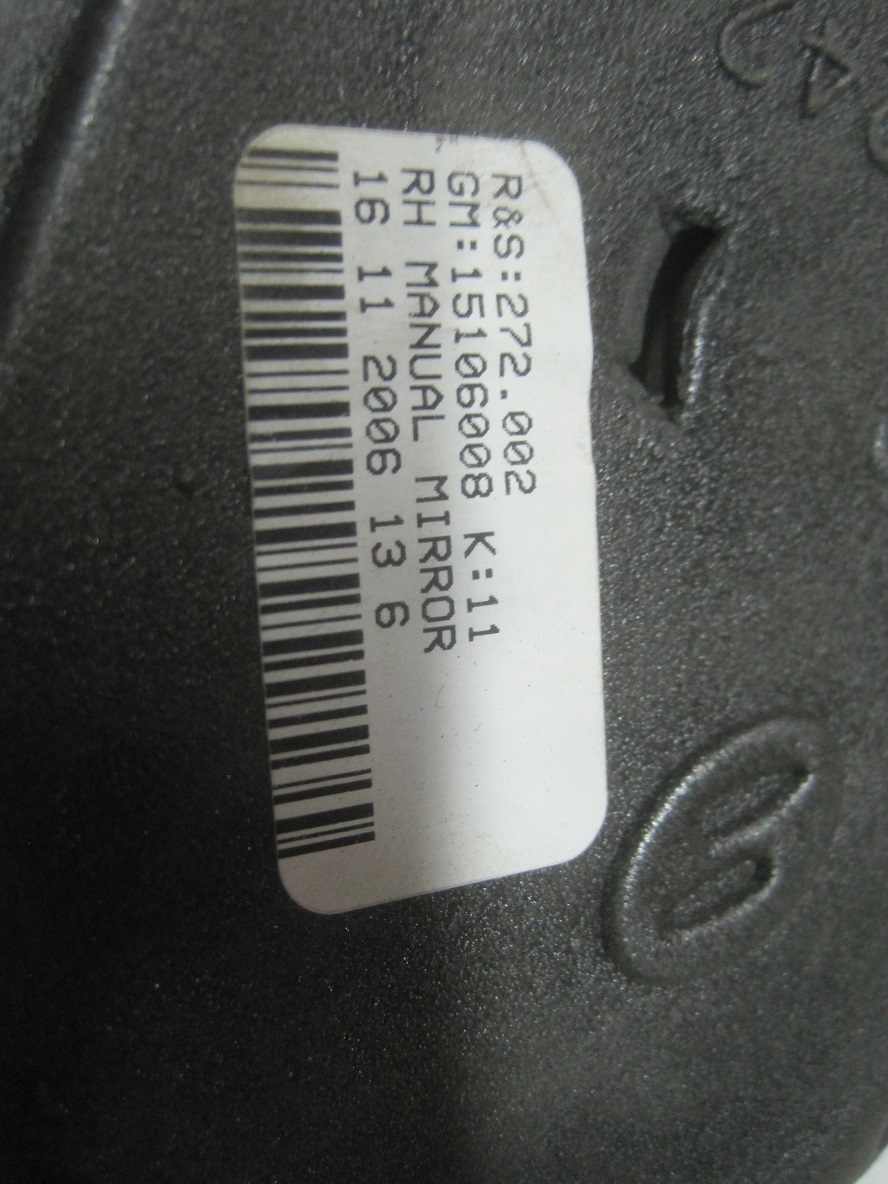 R&S:272.002
GM:15106008 K:11
RH MANUAL MIRROR
16 11 2006 13 6